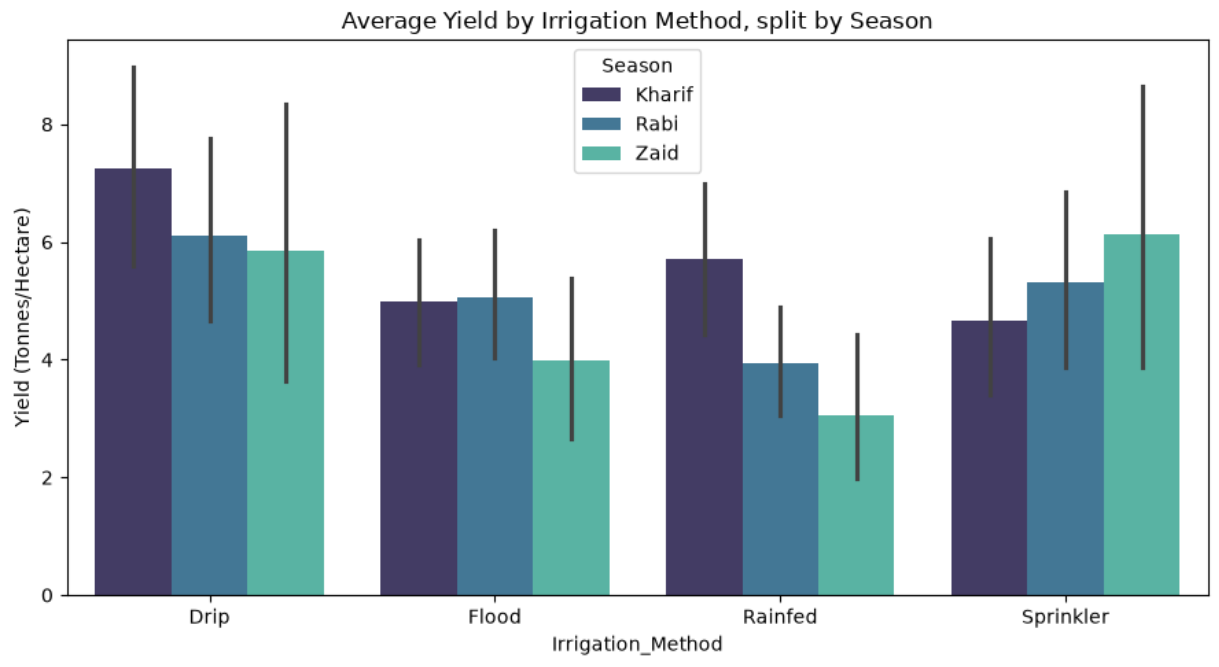 Average Yield by Irrigation Method, split by Season
Season
Kharif
Rabi
Zaid
Yield (Tonnes/Hectare)
8
6
4
2
0
Drip
Flood
Rainfed
Sprinkler
Irrigation_Method